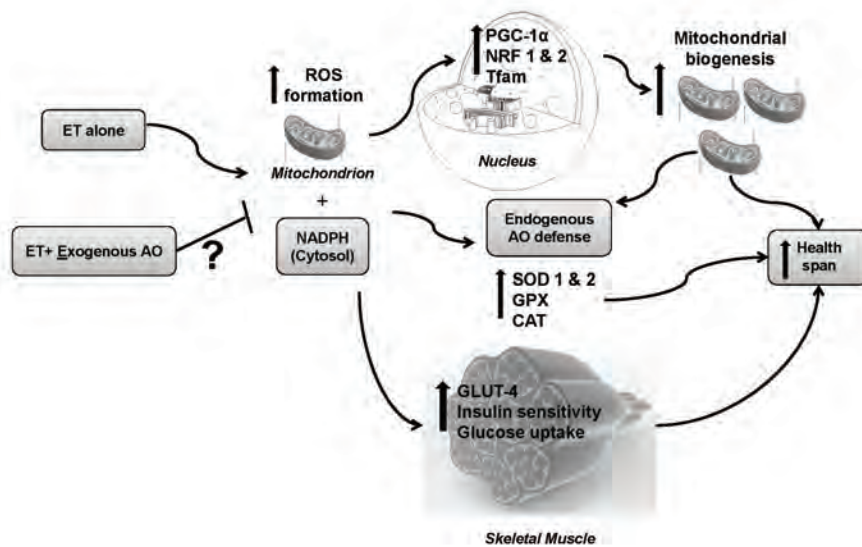 PGC-1α
NRF 1 & 2
Tfam
Nucleus
Mitochondrial
biogenesis
ROS
formation
Mitochondrion
+
NADPH
(Cytosol)
ET alone
ET+ Exogenous AO
?
Endogenous
AO defense
SOD 1 & 2
GPX
CAT
Health
span
GLUT-4
Insulin sensitivity
Glucose uptake
Skeletal Muscle